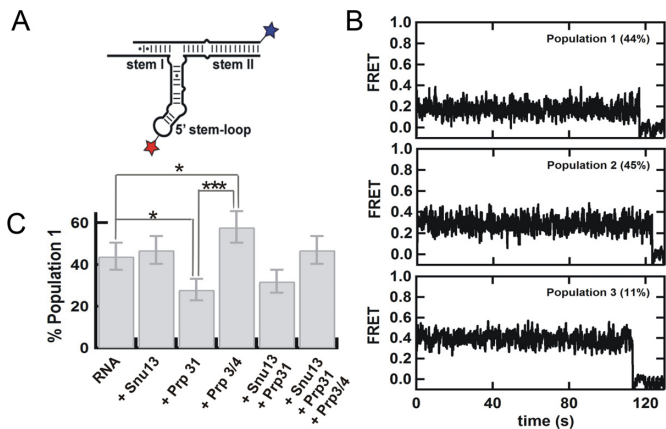 A
stem I
stem II
5' stem-loop
B
FRET
1.0
0.8
0.6
0.4
0.2
0.0
Population 1 (44%)
FRET
1.0
0.8
0.6
0.4
0.2
0.0
Population 2 (45%)
FRET
1.0
0.8
0.6
0.4
0.2
0.0
Population 3 (11%)
0
40
80
120
time (s)
C
% Population 1
60
40
20
0
*
*
***
RNA
+ Snu13
+ Prp 31
+ Prp 3/4
+ Snu13
+ Prp31
+ Snu13
+ Prp31
+ Prp3/4